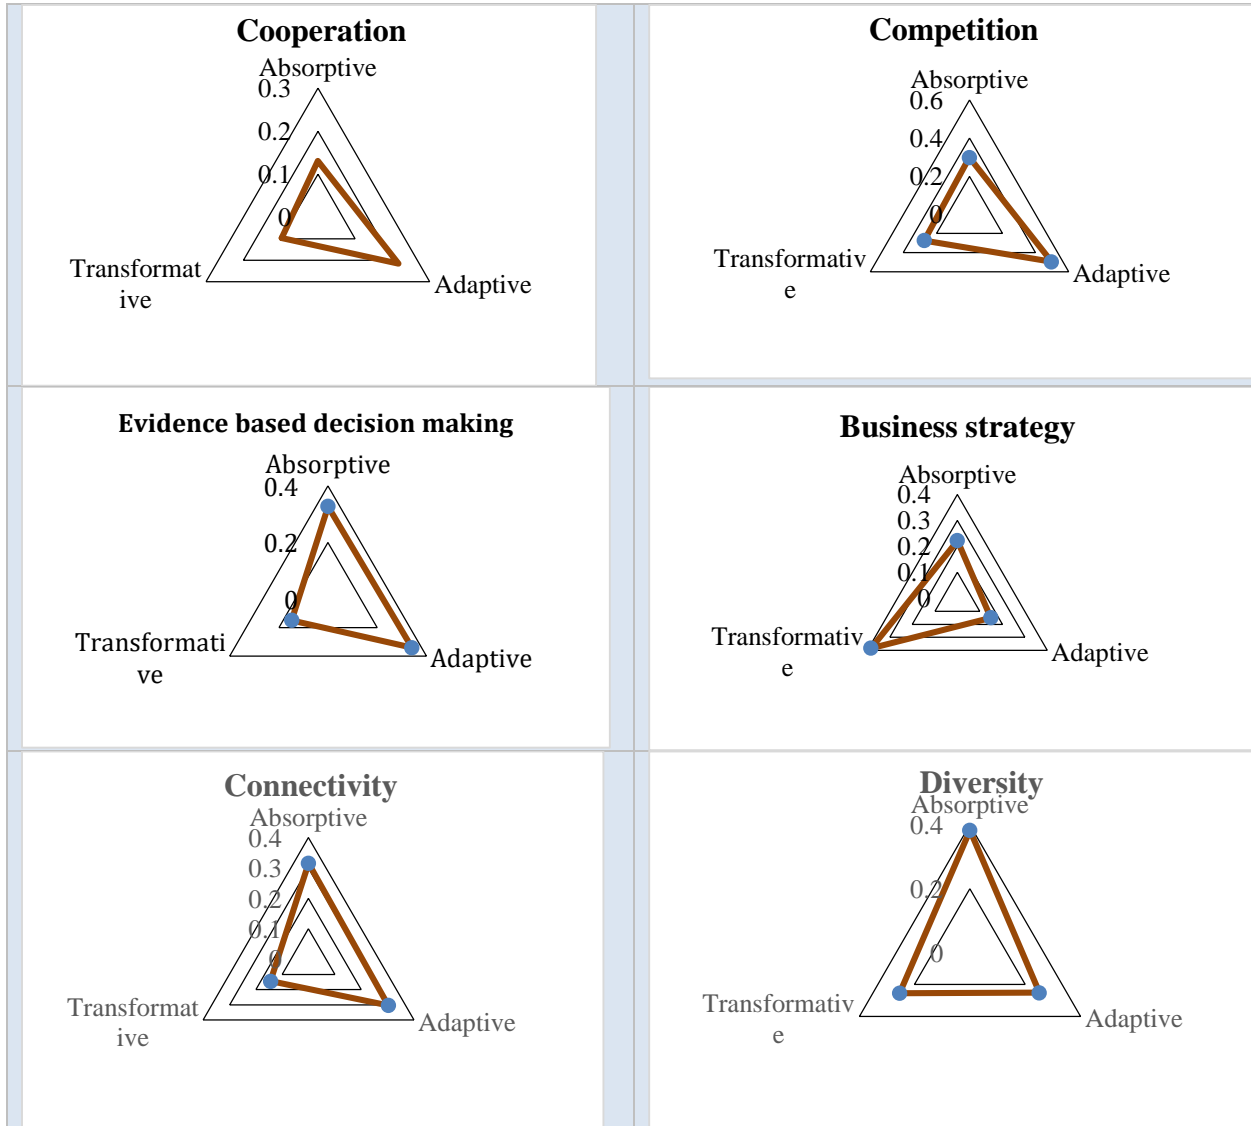 Cooperation
Absorptive
0.3
0.2
0.1
0
Transformat
ive
Adaptive
Competition
Absorptive
0.6
0.4
0.2
0
Transformativ
e
Adaptive
Evidence based decision making
Absorptive
0.4
0.2
0
Transformati
ve
Adaptive
Business strategy
Absorptive
0.4
0.3
0.2
0.1
0
Transformativ
e
Adaptive
Connectivity
Absorptive
0.4
0.3
0.2
0.1
0
Transformat
ive
Adaptive
Diversity
Absorptive
0.4
0.2
0
Transformativ
e
Adaptive